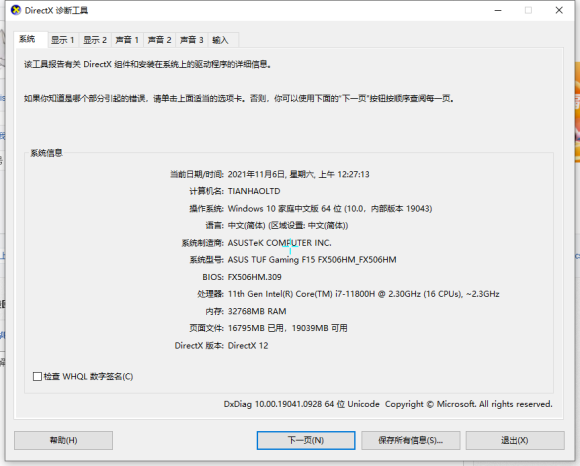 DirectX 诊断工具
系统 显示 1 显示 2 声音 1 声音 2 声音 3 输入
该工具报告有关 DirectX 组件和安装在系统上的驱动程序的详细信息。
如果你知道是哪个部分引起的错误，请单击上面适当的选项卡。否则，你可以使用下面的"下一页"按钮按顺序查阅每一页。
系统信息
当前日期/时间: 2021年11月6日, 星期六, 上午 12:27:13
计算机名: TIANHAOLTD
操作系统: Windows 10 家庭中文版 64 位 (10.0，内部版本 19043)
语言: 中文(简体) (区域设置: 中文(简体))
系统制造商: ASUSTeK COMPUTER INC.
系统型号: ASUS TUF Gaming F15 FX506HM_FX506HM
BIOS: FX506HM.309
处理器: 11th Gen Intel(R) Core(TM) i7-11800H @ 2.30GHz (16 CPUs), ~2.3GHz
内存: 32768MB RAM
页面文件: 16795MB 已用，19039MB 可用
DirectX 版本: DirectX 12
检查 WHQL 数字签名(C)
DxDiag 10.00.19041.0928 64 位 Unicode Copyright © Microsoft. All rights reserved.
帮助(H) 下一页(N) 保存所有信息(S)... 退出(X)